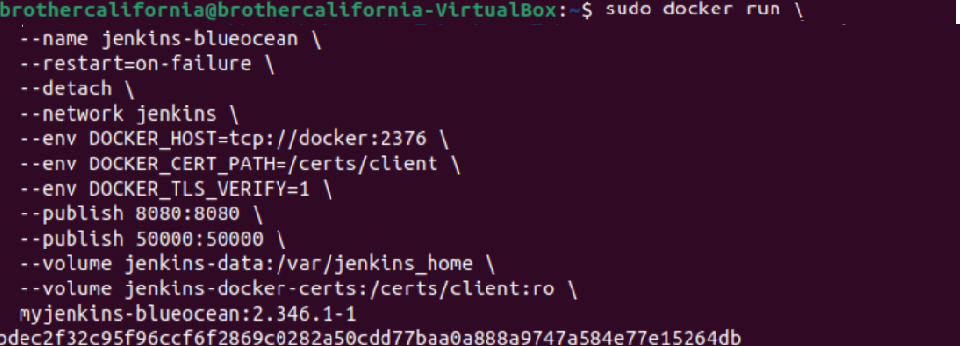 brothercalifornia@brothercalifornia-VirtualBox:~$ sudo docker run \
--name jenkins-blueocean \
--restart=on-failure \
--detach \
--network jenkins \
--env DOCKER_HOST=tcp://docker:2376 \
--env DOCKER_CERT_PATH=/certs/client \
--env DOCKER_TLS_VERIFY=1 \
--publish 8080:8080 \
--publish 50000:50000 \
--volume jenkins-data:/var/jenkins_home \
--volume jenkins-docker-certs:/certs/client:ro \
myjenkins-blueocean:2.346.1-1
bdec2f32c95f96ccf6f2869c0282a50cdd77baa0a888a9747a584e77e15264db